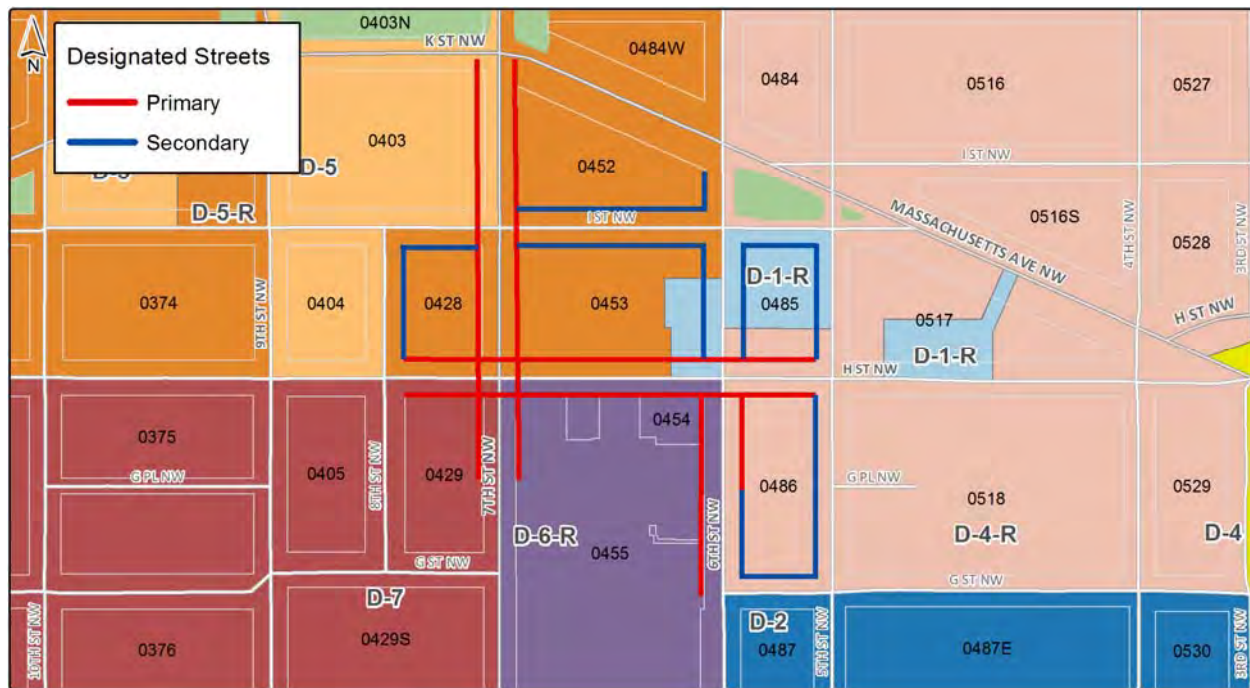 0403N
K ST NW
0484W
N
Designated Streets
Primary
Secondary
0484
0516
0527
0403
D-5
D-5
0452
I ST NW
D-5-R
I ST NW
0516S
MASSACHUSETTS AVE NW
4TH ST NW
3RD ST NW
0528
0374
9TH ST NW
0404
0428
0453
D-1-R
0485
0517
D-1-R
H ST NW
H ST NW
0375
G PL NW
0405
8TH ST NW
0429
7TH ST NW
0454
0486
G PL NW
0518
0529
G ST NW
D-6-R
0455
6TH ST NW
D-4-R
D-4
G ST NW
10TH ST NW
0376
D-7
0429S
D-2
0487
5TH ST NW
0487E
0530
3RD ST NW